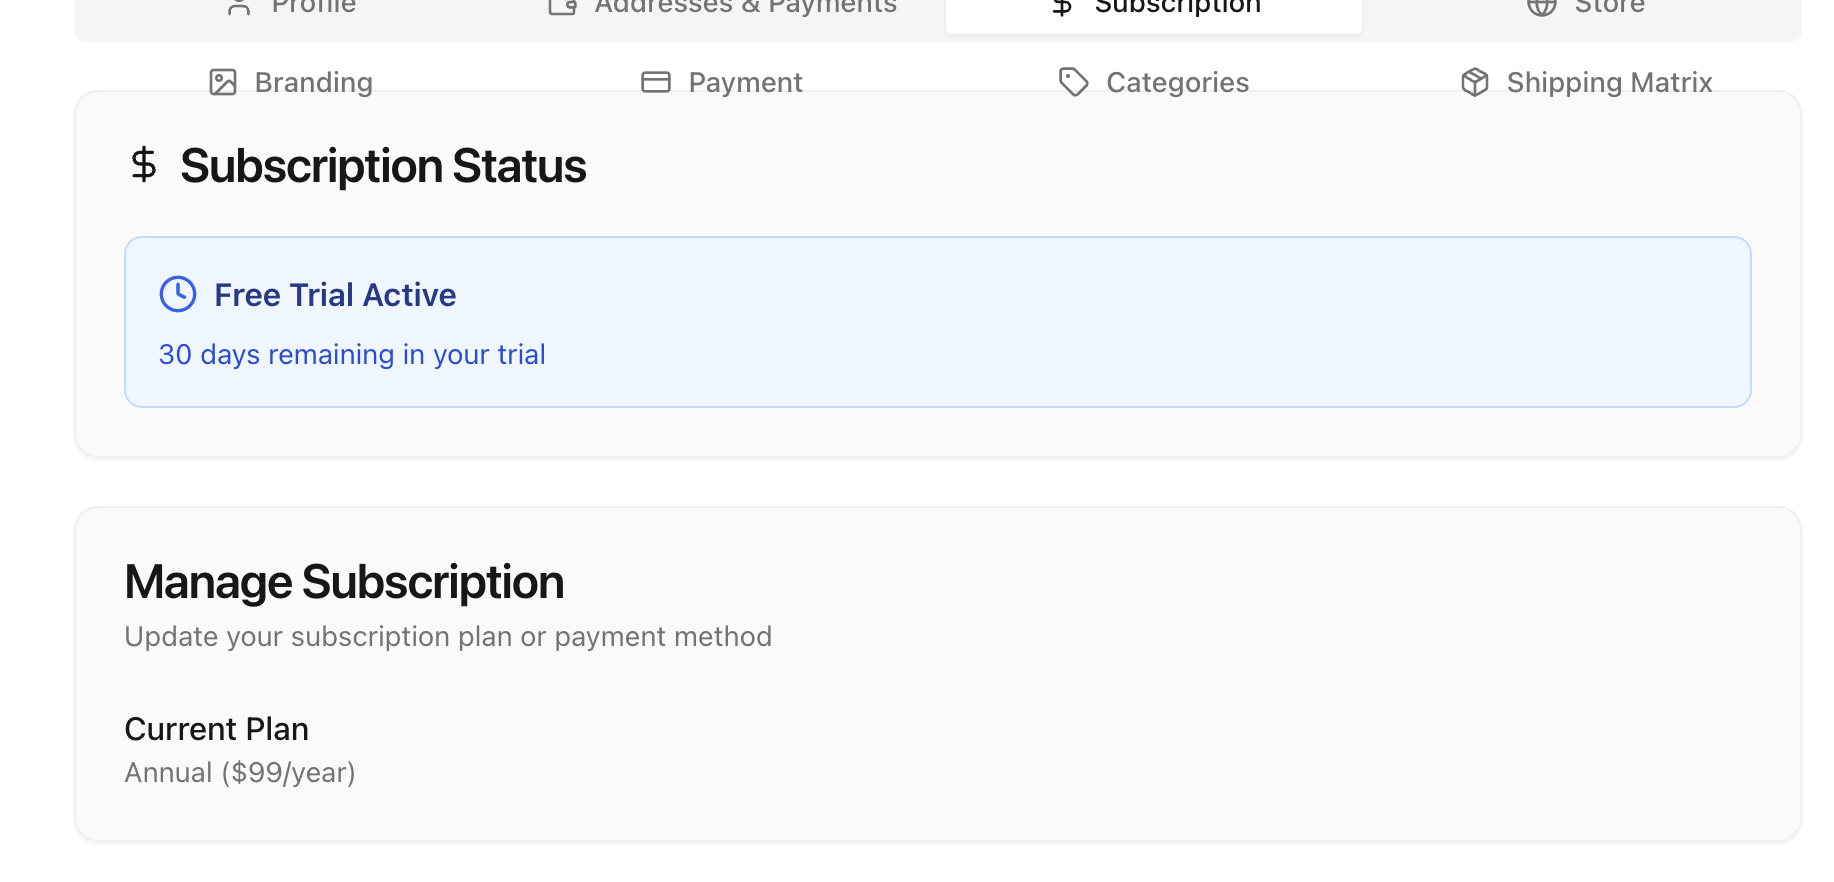 Profile Addresses & Payments Subscription Store
Branding Payment Categories Shipping Matrix
Subscription Status
Free Trial Active
30 days remaining in your trial
Manage Subscription
Update your subscription plan or payment method
Current Plan
Annual ($99/year)